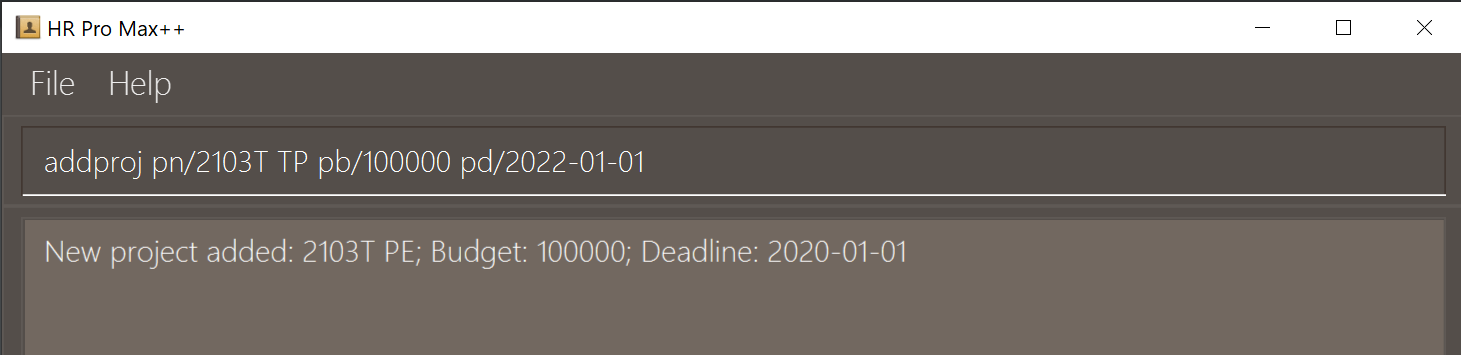 HR Pro Max++
File Help
addproj pn/2103T TP pb/100000 pd/2022-01-01
New project added: 2103T PE; Budget: 100000; Deadline: 2020-01-01